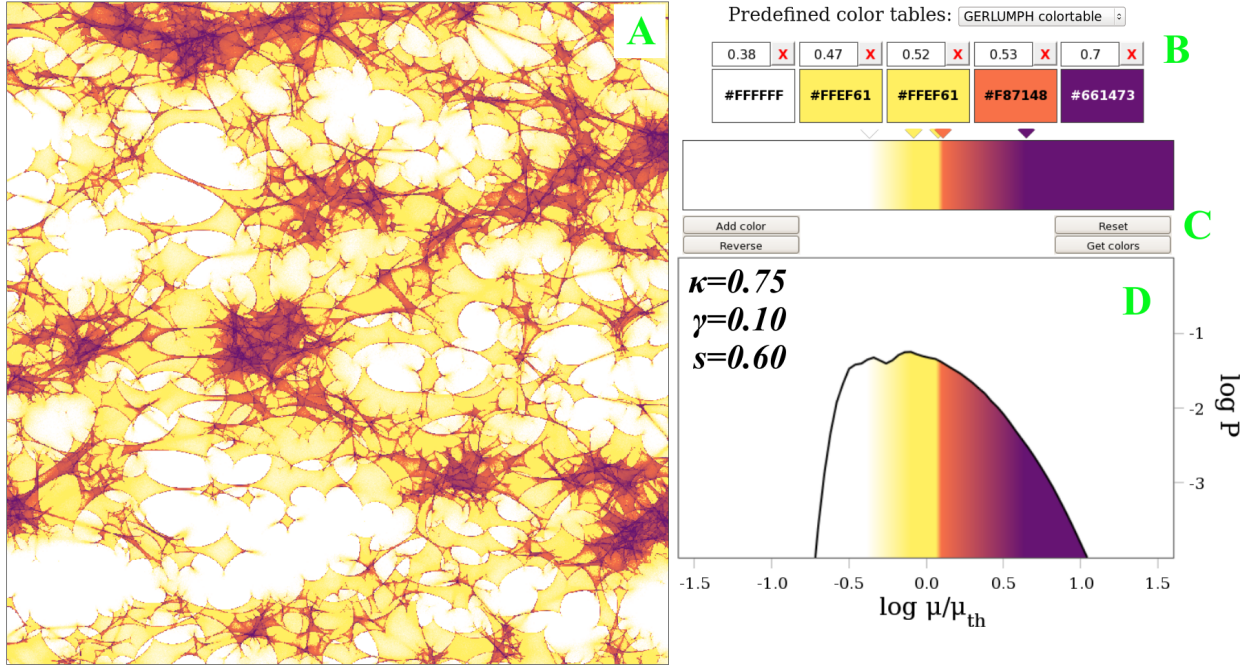 A
Predefined color tables: GERLUMPH colortable
B
0.38 X 0.47 X 0.52 X 0.53 X 0.7 X
#FFFFFF #FFEF61 #FFEF61 #F87148 #661473
Add color Reset
Reverse Get colors
C
κ=0.75
γ=0.10
s=0.60
D
-1
-2
-3
log P
-1.5 -1.0 -0.5 0.0 0.5 1.0 1.5
log μ/μth